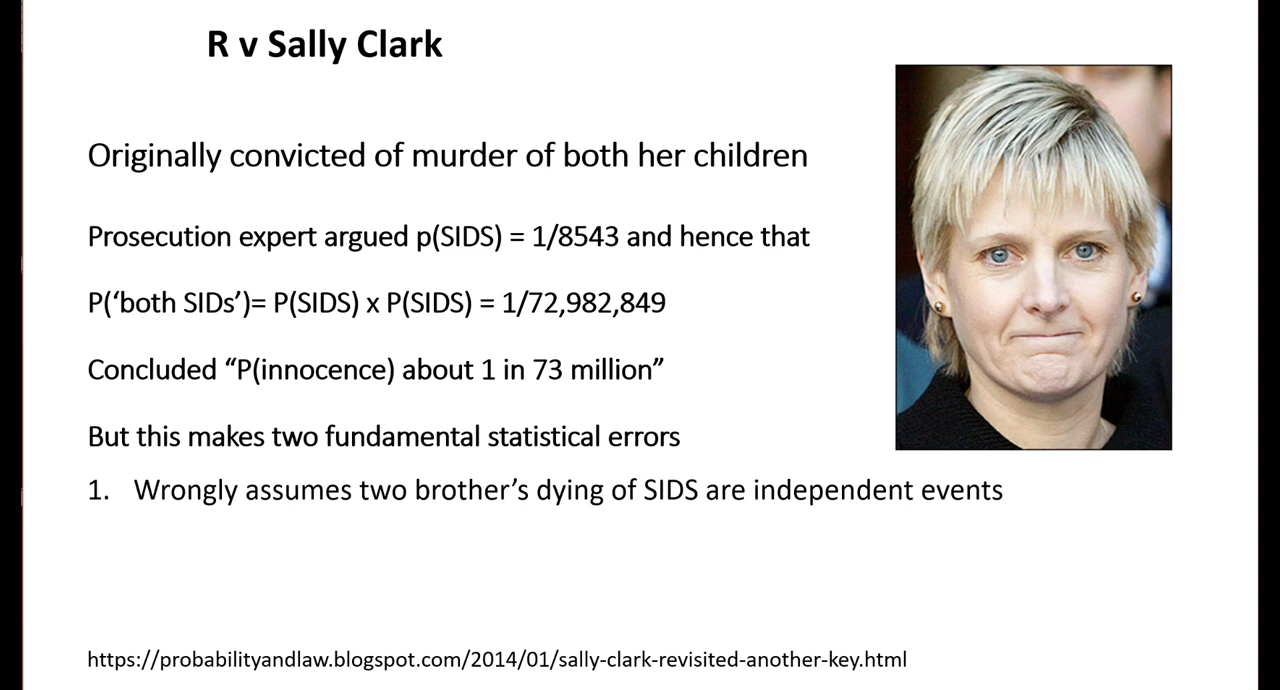 R v Sally Clark
Originally convicted of murder of both her children
Prosecution expert argued p(SIDS) = 1/8543 and hence that
P(‘both SIDs’)= P(SIDS) x P(SIDS) = 1/72,982,849
Concluded “P(innocence) about 1 in 73 million”
But this makes two fundamental statistical errors
1. Wrongly assumes two brother’s dying of SIDS are independent events
https://probabilityandlaw.blogspot.com/2014/01/sally-clark-revisited-another-key.html